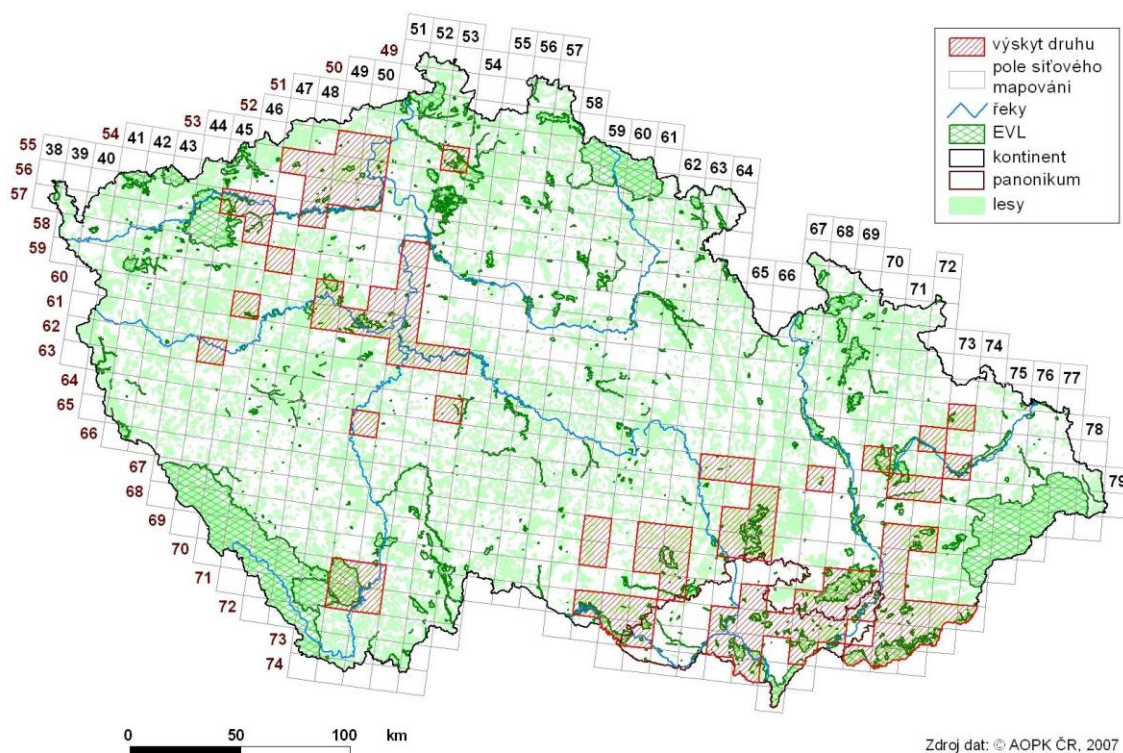 51 52 53
55 56 57
49
54
50
49 50
51
47 48
58
52
46
59 60 61
53
44 45
62 63 64
54
41 42 43
55
38 39 40
56
57
67 68 69
58
70
72
59
65 66
71
60
61
62
73 74
63
75 76 77
64
65
78
66
79
67
68
69
70
71
72
73
74
výskyt druhu
pole síťového
mapování
řeky
EVL
kontinent
panonikum
lesy
0 50 100 km
Zdroj dat: © AOPK ČR, 2007